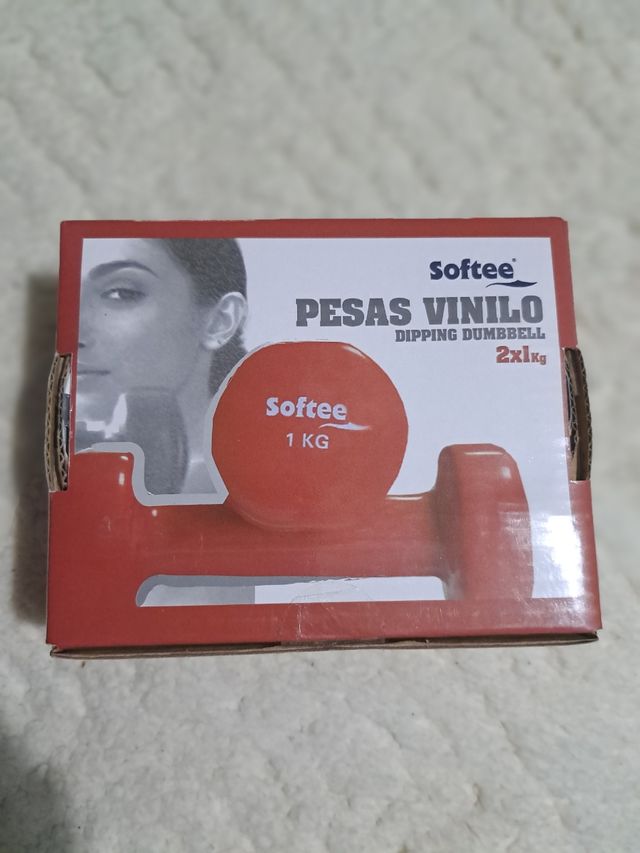 Softee
PESAS VINILO
DIPPING DUMBBELL
2x1Kg
Softee
1 KG